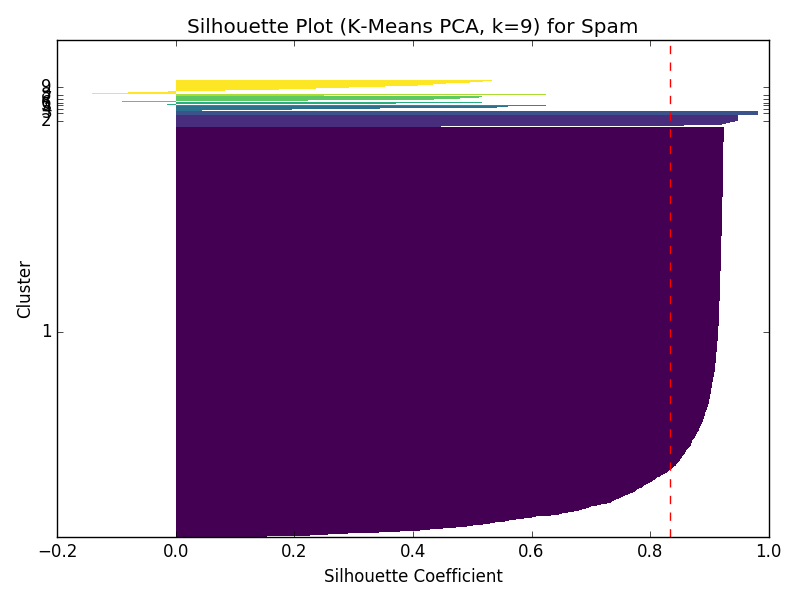 Silhouette Plot (K-Means PCA, k=9) for Spam
9
2
1
Cluster
−0.2 0.0 0.2 0.4 0.6 0.8 1.0
Silhouette Coefficient